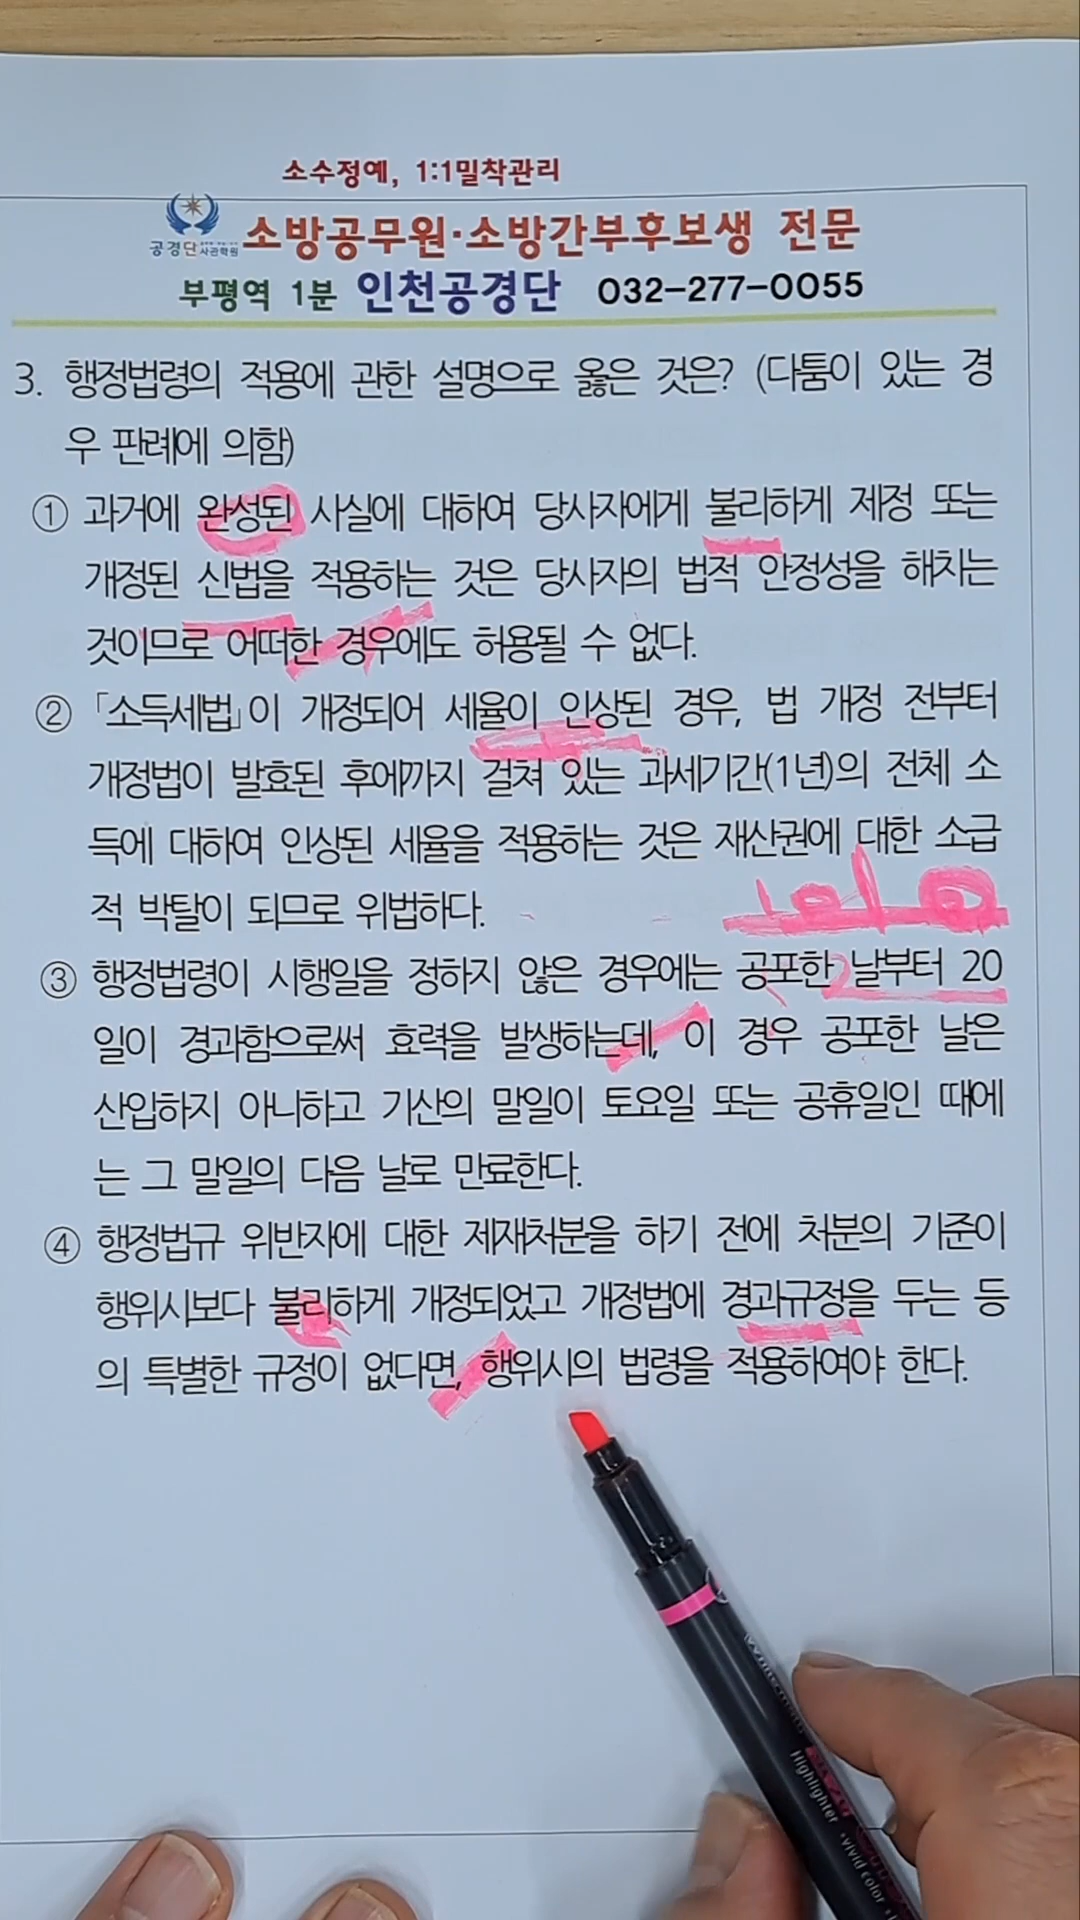 소수정예, 1:1밀착관리
공경단 사관학원
소방공무원·소방간부후보생 전문
부평역 1분 인천공경단 032-277-0055
3. 행정법령의 적용에 관한 설명으로 옳은 것은? (다툼이 있는 경
우 판례에 의함)
① 과거에 완성된 사실에 대하여 당사자에게 불리하게 제정 또는
개정된 신법을 적용하는 것은 당사자의 법적 안정성을 해치는
것이므로 어떠한 경우에도 허용될 수 없다.
② 「소득세법」이 개정되어 세율이 인상된 경우, 법 개정 전부터
개정법이 발효된 후에까지 걸쳐 있는 과세기간(1년)의 전체 소
득에 대하여 인상된 세율을 적용하는 것은 재산권에 대한 소급
적 박탈이 되므로 위법하다.
③ 행정법령이 시행일을 정하지 않은 경우에는 공포한 날부터 20
일이 경과함으로써 효력을 발생하는데, 이 경우 공포한 날은
산입하지 아니하고 기산의 말일이 토요일 또는 공휴일인 때에
는 그 말일의 다음 날로 만료한다.
④ 행정법규 위반자에 대한 제재처분을 하기 전에 처분의 기준이
행위시보다 불리하게 개정되었고 개정법에 경과규정을 두는 등
의 특별한 규정이 없다면, 행위시의 법령을 적용하여야 한다.
Highlighter · vivid color